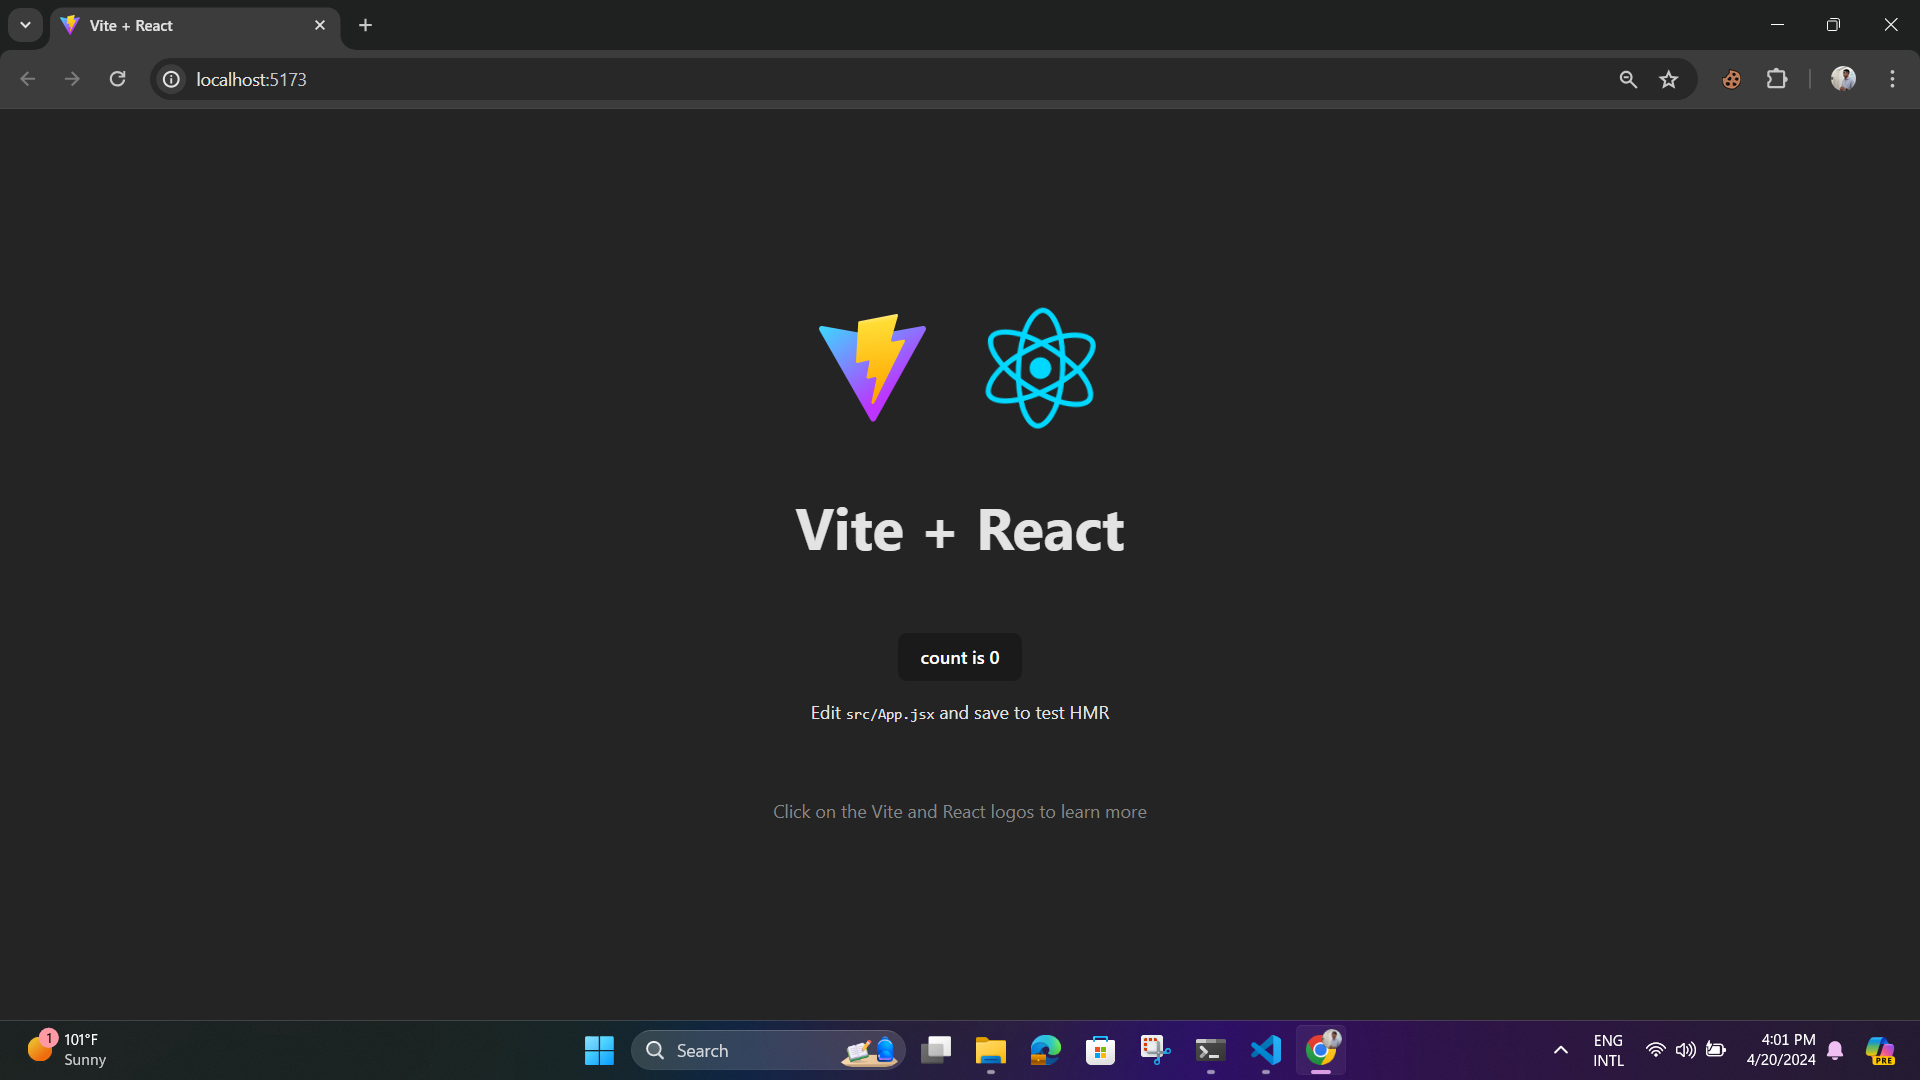 Vite + React
localhost:5173
Vite + React
count is 0
Edit src/App.jsx and save to test HMR
Click on the Vite and React logos to learn more
1
101°F
Sunny
Search
ENG
INTL
4:01 PM
4/20/2024
PRE